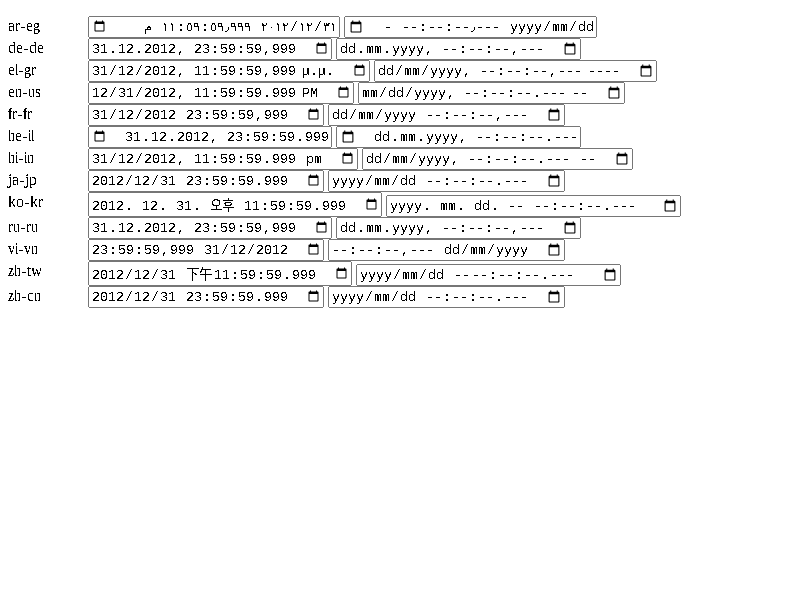 ar-eg ٣١/١٢/٢٠١٢ ١١:٥٩:٥٩٫٩٩٩ م yyyy/mm/dd --:--:--٫--- -
de-de 31.12.2012, 23:59:59,999 dd.mm.yyyy, --:--:--,---
el-gr 31/12/2012, 11:59:59,999 μ.μ. dd/mm/yyyy, --:--:--,--- ----
en-us 12/31/2012, 11:59:59.999 PM mm/dd/yyyy, --:--:--.--- --
fr-fr 31/12/2012 23:59:59,999 dd/mm/yyyy --:--:--,---
he-il 31.12.2012, 23:59:59.999 dd.mm.yyyy, --:--:--.---
hi-in 31/12/2012, 11:59:59.999 pm dd/mm/yyyy, --:--:--.--- --
ja-jp 2012/12/31 23:59:59.999 yyyy/mm/dd --:--:--.---
ko-kr 2012. 12. 31. 오후 11:59:59.999 yyyy. mm. dd. -- --:--:--.---
ru-ru 31.12.2012, 23:59:59,999 dd.mm.yyyy, --:--:--,---
vi-vn 23:59:59,999 31/12/2012 --:--:--,--- dd/mm/yyyy
zh-tw 2012/12/31 下午11:59:59.999 yyyy/mm/dd ----:--:--.---
zh-cn 2012/12/31 23:59:59.999 yyyy/mm/dd --:--:--.---